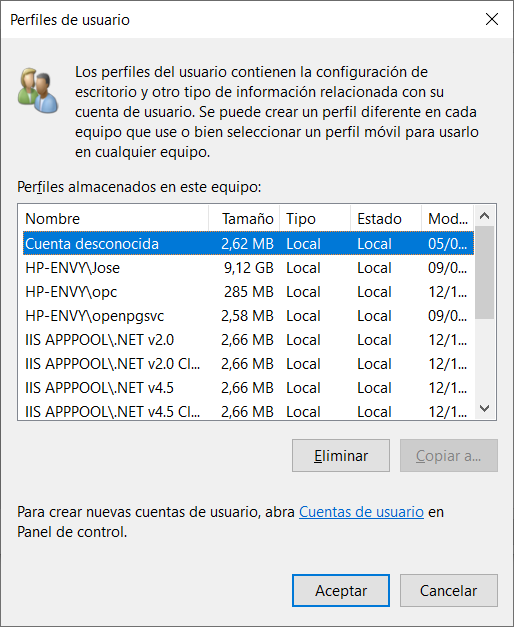 Perfiles de usuario
Los perfiles del usuario contienen la configuración de
escritorio y otro tipo de información relacionada con su
cuenta de usuario. Se puede crear un perfil diferente en cada
equipo que use o bien seleccionar un perfil móvil para usarlo
en cualquier equipo.
Perfiles almacenados en este equipo:
Nombre Tamaño Tipo Estado Mod...
Cuenta desconocida 2,62 MB Local Local 05/0...
HP-ENVY\Jose 9,12 GB Local Local 09/0...
HP-ENVY\opc 285 MB Local Local 12/1...
HP-ENVY\openpgsvc 2,58 MB Local Local 09/0...
IIS APPPOOL\.NET v2.0 2,66 MB Local Local 12/1...
IIS APPPOOL\.NET v2.0 Cl... 2,66 MB Local Local 12/1...
IIS APPPOOL\.NET v4.5 2,66 MB Local Local 12/1...
IIS APPPOOL\.NET v4.5 Cl... 2,66 MB Local Local 12/1...
Eliminar Copiar a...
Para crear nuevas cuentas de usuario, abra Cuentas de usuario en
Panel de control.
Aceptar Cancelar